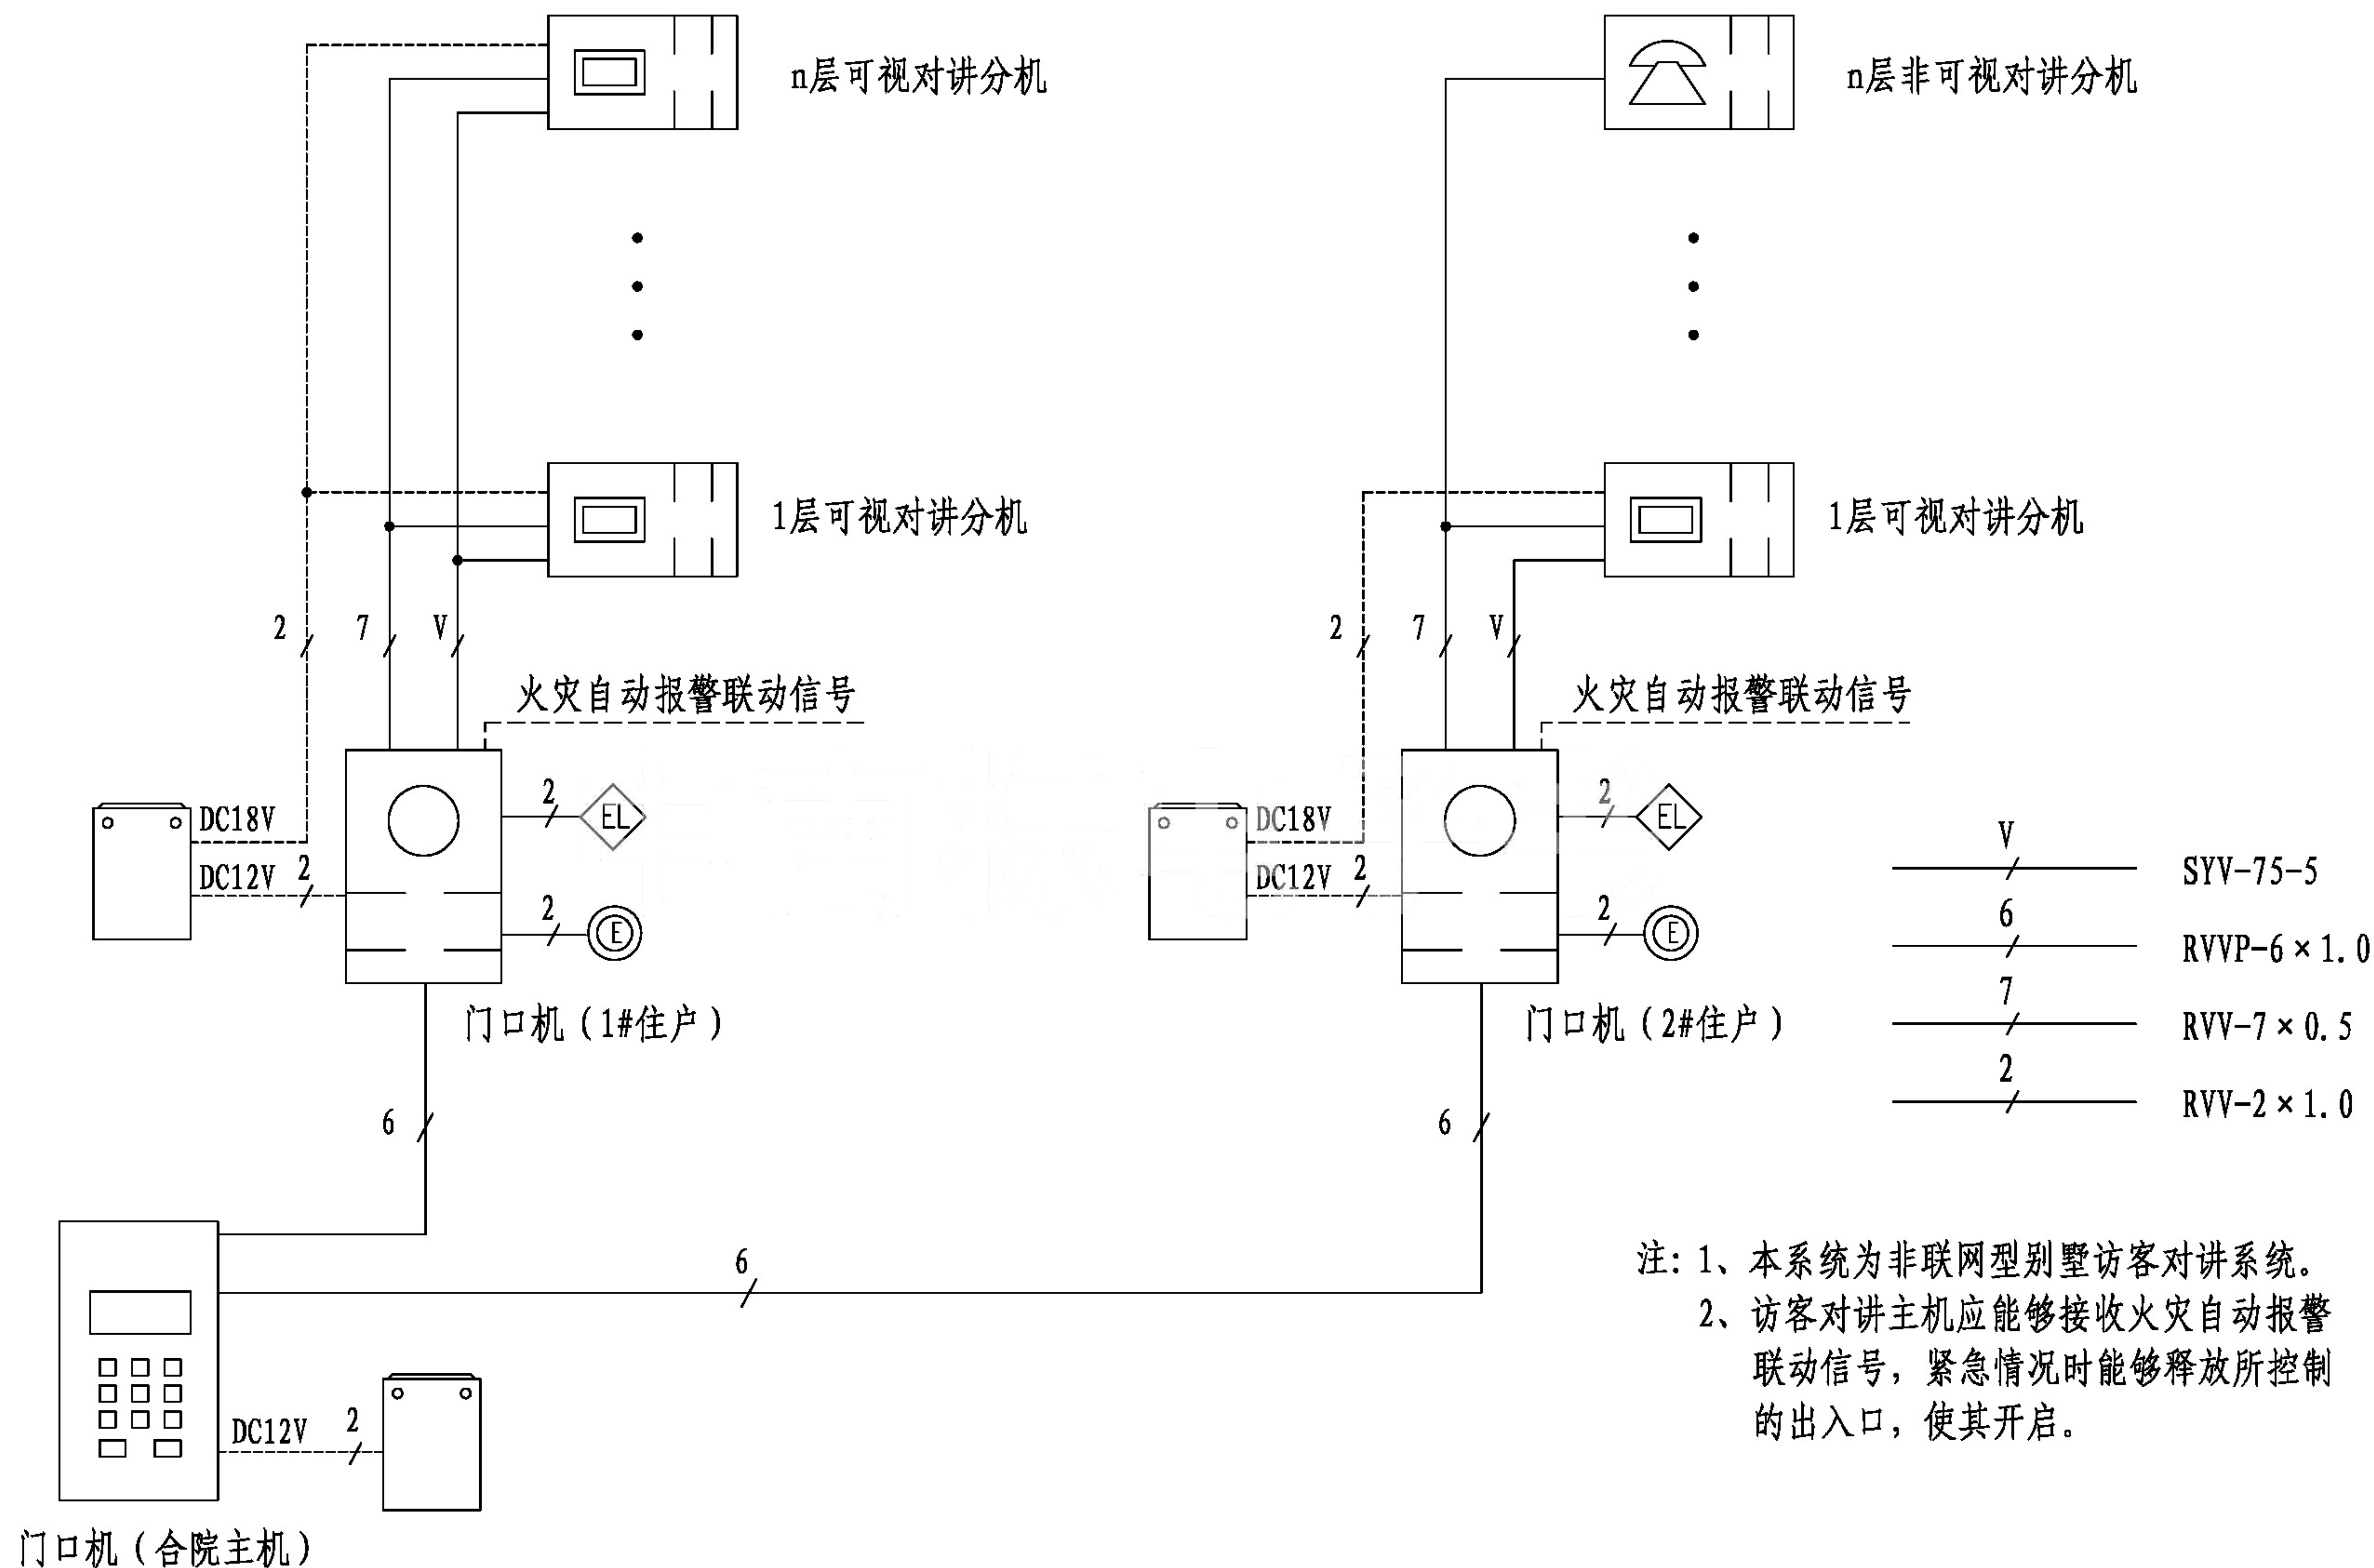 n层可视对讲分机
n层非可视对讲分机
1层可视对讲分机
1层可视对讲分机
2
7
V
2
7
V
火灾自动报警联动信号
火灾自动报警联动信号
2
EL
DC18V
DC12V
2
2
E
2
EL
DC18V
DC12V
2
2
E
门口机（1#住户）
门口机（2#住户）
V
SYV-75-5
6
RVVP-6×1.0
7
RVV-7×0.5
2
RVV-2×1.0
6
6
6
DC12V
2
门口机（合院主机）
注：1、本系统为非联网型别墅访客对讲系统。
2、访客对讲主机应能够接收火灾自动报警
联动信号，紧急情况时能够释放所控制
的出入口，使其开启。